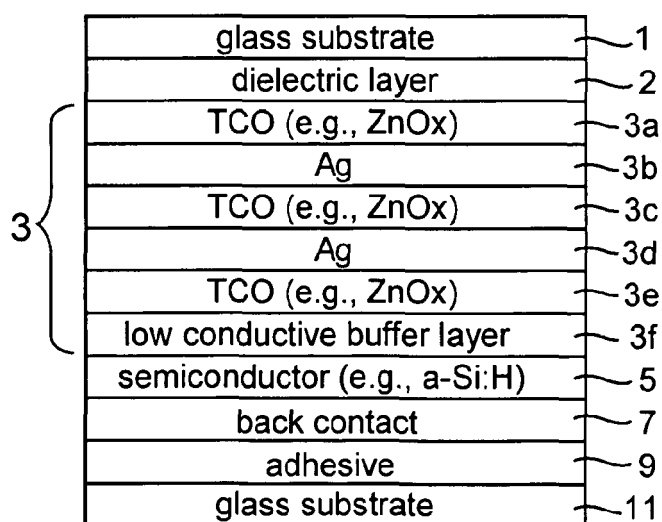 glass substrate 1
dielectric layer 2
TCO (e.g., ZnOx) 3a
Ag 3b
TCO (e.g., ZnOx) 3c
3
Ag 3d
TCO (e.g., ZnOx) 3e
low conductive buffer layer 3f
semiconductor (e.g., a-Si:H) 5
back contact 7
adhesive 9
glass substrate 11